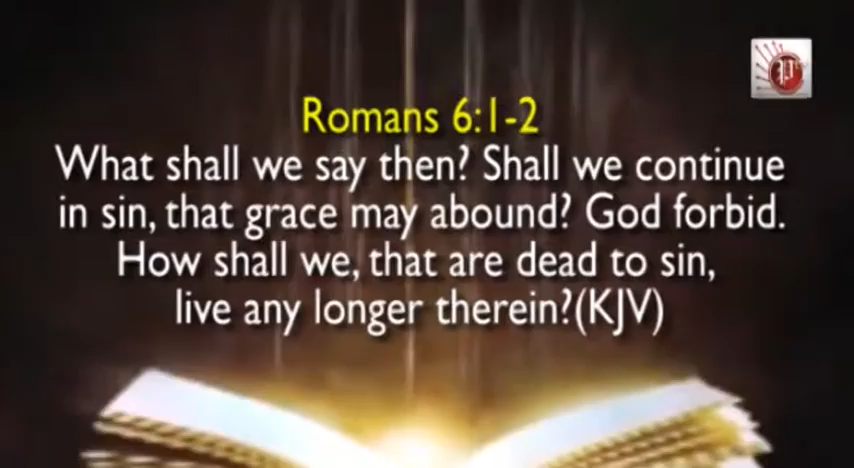 Romans 6:1-2
What shall we say then? Shall we continue
in sin, that grace may abound? God forbid.
How shall we, that are dead to sin,
live any longer therein?(KJV)